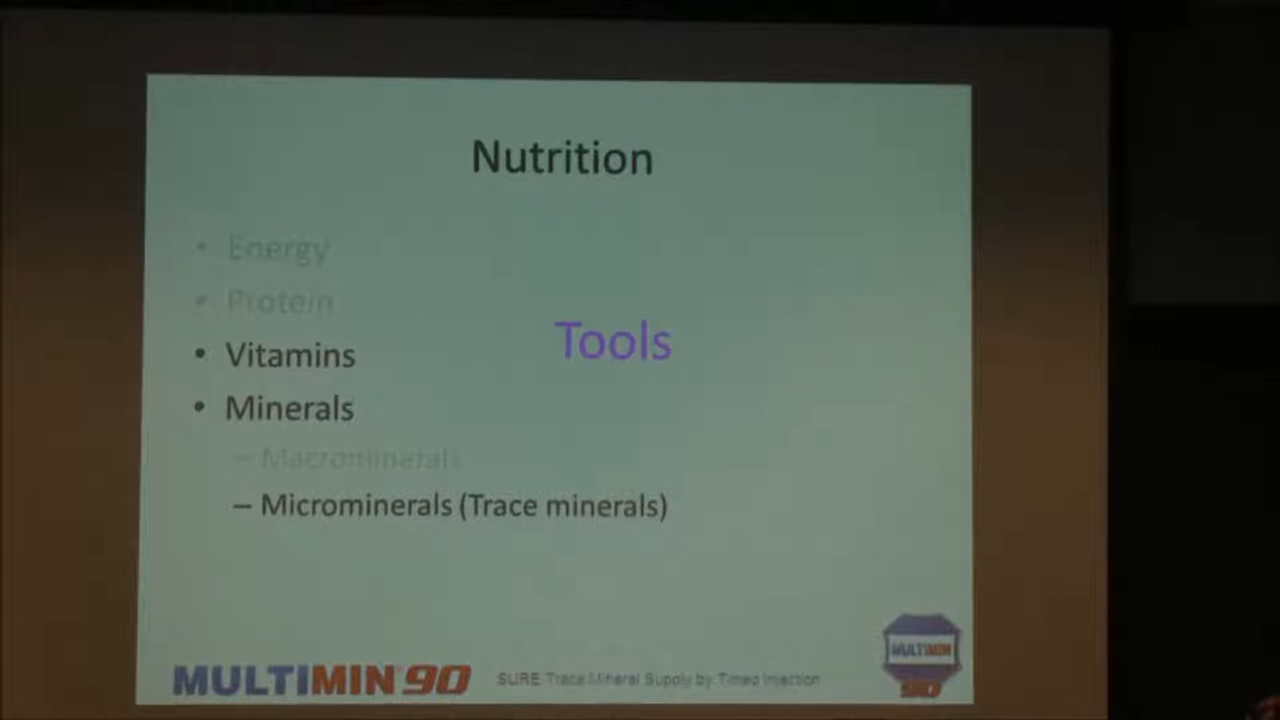 Nutrition
• Energy
• Protein
Tools
• Vitamins
• Minerals
– Macrominerals
– Microminerals (Trace minerals)
MULTIMIN® 90
SURE Trace Mineral Supply by Timed Injection
MULTIMIN
90